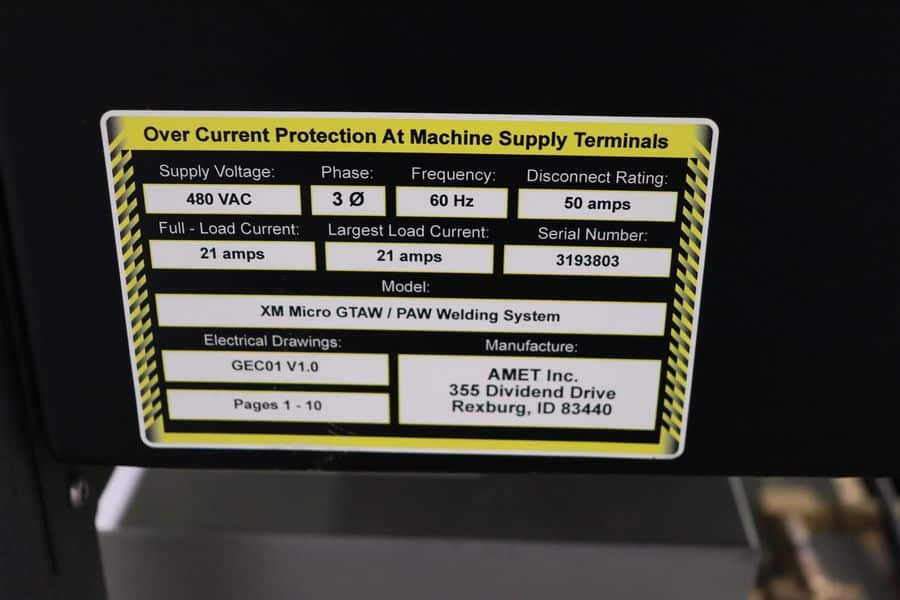 Over Current Protection At Machine Supply Terminals
Supply Voltage: Phase: Frequency: Disconnect Rating:
480 VAC 3 Ø 60 Hz 50 amps
Full - Load Current: Largest Load Current: Serial Number:
21 amps 21 amps 3193803
Model:
XM Micro GTAW / PAW Welding System
Electrical Drawings: Manufacture:
GEC01 V1.0
Pages 1 - 10
AMET Inc.
355 Dividend Drive
Rexburg, ID 83440